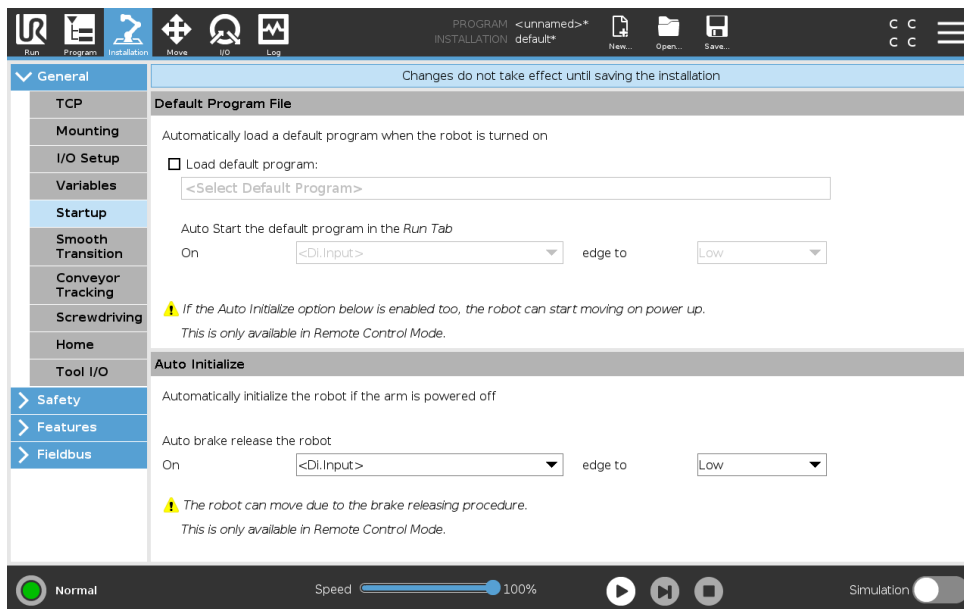 PROGRAM <unnamed>*
INSTALLATION default*
UR
Run
Program
Installation
Move
I/O
Log
New...
Open...
Save...
C C
C C
General
TCP
Mounting
I/O Setup
Variables
Startup
Smooth
Transition
Conveyor
Tracking
Screwdriving
Home
Tool I/O
Safety
Features
Fieldbus
Changes do not take effect until saving the installation
Default Program File
Automatically load a default program when the robot is turned on
Load default program:
<Select Default Program>
Auto Start the default program in the Run Tab
On <Di.Input> edge to Low
If the Auto Initialize option below is enabled too, the robot can start moving on power up.
This is only available in Remote Control Mode.
Auto Initialize
Automatically initialize the robot if the arm is powered off
Auto brake release the robot
On <Di.Input> edge to Low
The robot can move due to the brake releasing procedure.
This is only available in Remote Control Mode.
Normal
Speed 100%
Simulation